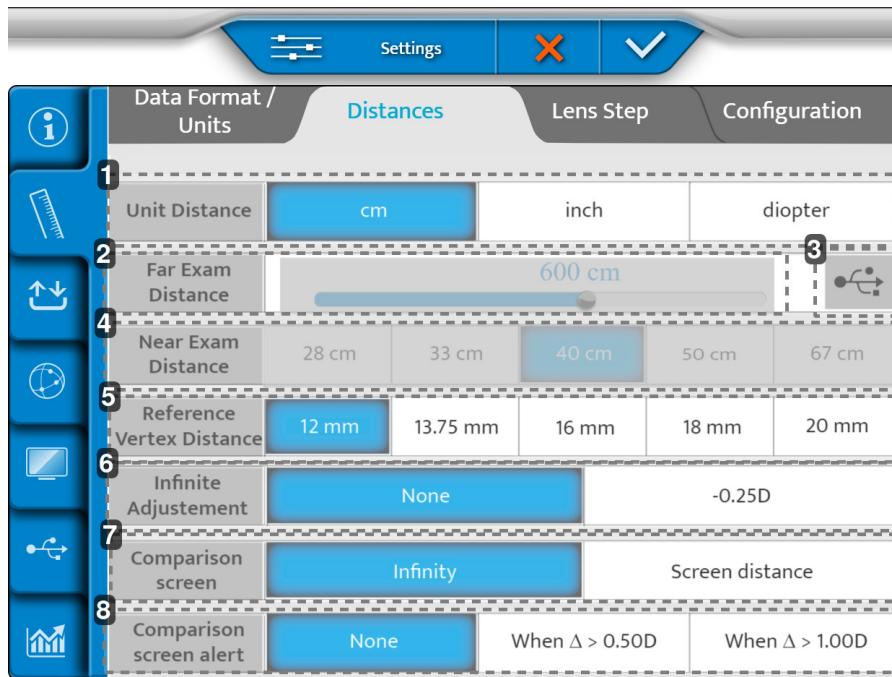 Settings
Data Format /
Units
Distances
Lens Step
Configuration
1
Unit Distance
cm
inch
diopter
2
Far Exam
Distance
600 cm
3
4
Near Exam
Distance
28 cm
33 cm
40 cm
50 cm
67 cm
5
Reference
Vertex Distance
12 mm
13.75 mm
16 mm
18 mm
20 mm
6
Infinite
Adjustement
None
-0.25D
7
Comparison
screen
Infinity
Screen distance
8
Comparison
screen alert
None
When Δ > 0.50D
When Δ > 1.00D